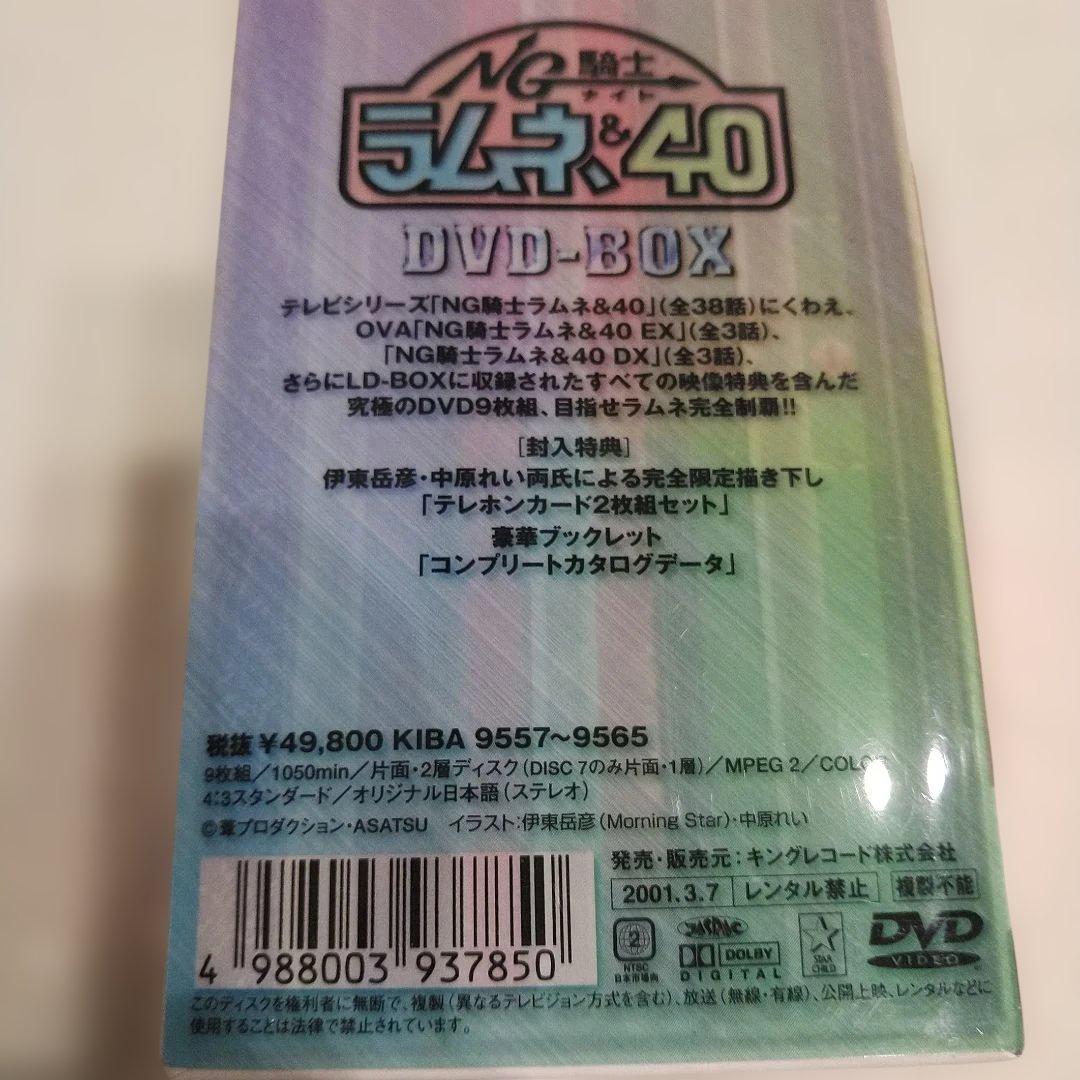 NG騎士
ナイト
ラムネ&40
DVD-BOX
テレビシリーズ「NG騎士ラムネ&40」(全38話)にくわえ、
OVA「NG騎士ラムネ&40 EX」(全3話)、
「NG騎士ラムネ&40 DX」(全3話)、
さらにLD-BOXに収録されたすべての映像特典を含んだ
究極のDVD9枚組、目指せラムネ完全制覇!!
[封入特典]
伊東岳彦・中原れい両氏による完全限定描き下し
「テレホンカード2枚組セット」
豪華ブックレット
「コンプリートカタログデータ」
税抜¥49,800 KIBA 9557~9565
9枚組/1050min/片面・2層ディスク(DISC 7のみ片面・1層)/MPEG 2/COLOR
4:3スタンダード/オリジナル日本語(ステレオ)
©葦プロダクション・ASATSU イラスト:伊東岳彦(Morning Star)・中原れい
発売・販売元:キングレコード株式会社
2001.3.7 レンタル禁止 複製不能
2 NTSC 日本市場向
JASRAC
DOLBY DIGITAL
STAR CHILD
DVD VIDEO
4 988003 937850
このディスクを権利者に無断で、複製(異なるテレビジョン方式を含む)、放送(無線・有線)、公開上映、レンタルなどに
使用することは法律で禁止されています。